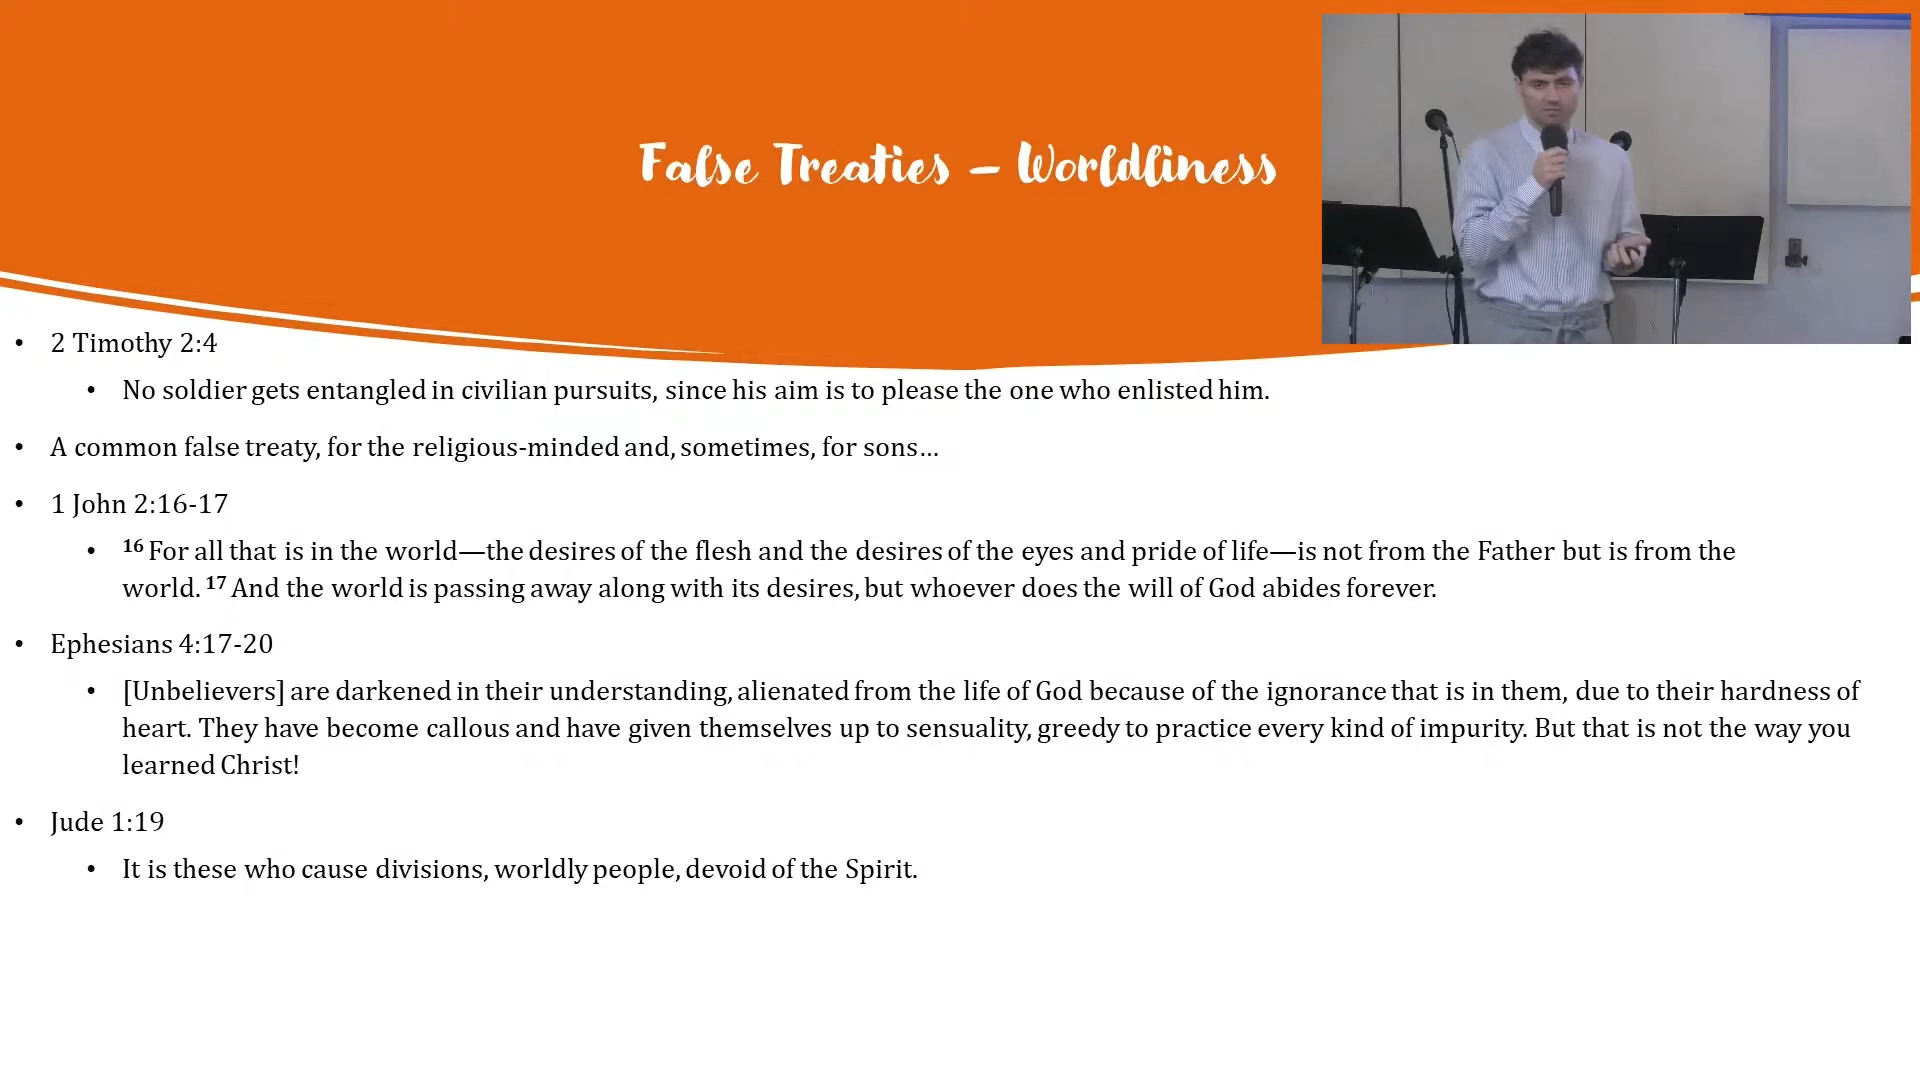 False Treaties – Worldliness
• 2 Timothy 2:4
• No soldier gets entangled in civilian pursuits, since his aim is to please the one who enlisted him.
• A common false treaty, for the religious-minded and, sometimes, for sons…
• 1 John 2:16-17
• 16 For all that is in the world—the desires of the flesh and the desires of the eyes and pride of life—is not from the Father but is from the
world. 17 And the world is passing away along with its desires, but whoever does the will of God abides forever.
• Ephesians 4:17-20
• [Unbelievers] are darkened in their understanding, alienated from the life of God because of the ignorance that is in them, due to their hardness of
heart. They have become callous and have given themselves up to sensuality, greedy to practice every kind of impurity. But that is not the way you
learned Christ!
• Jude 1:19
• It is these who cause divisions, worldly people, devoid of the Spirit.